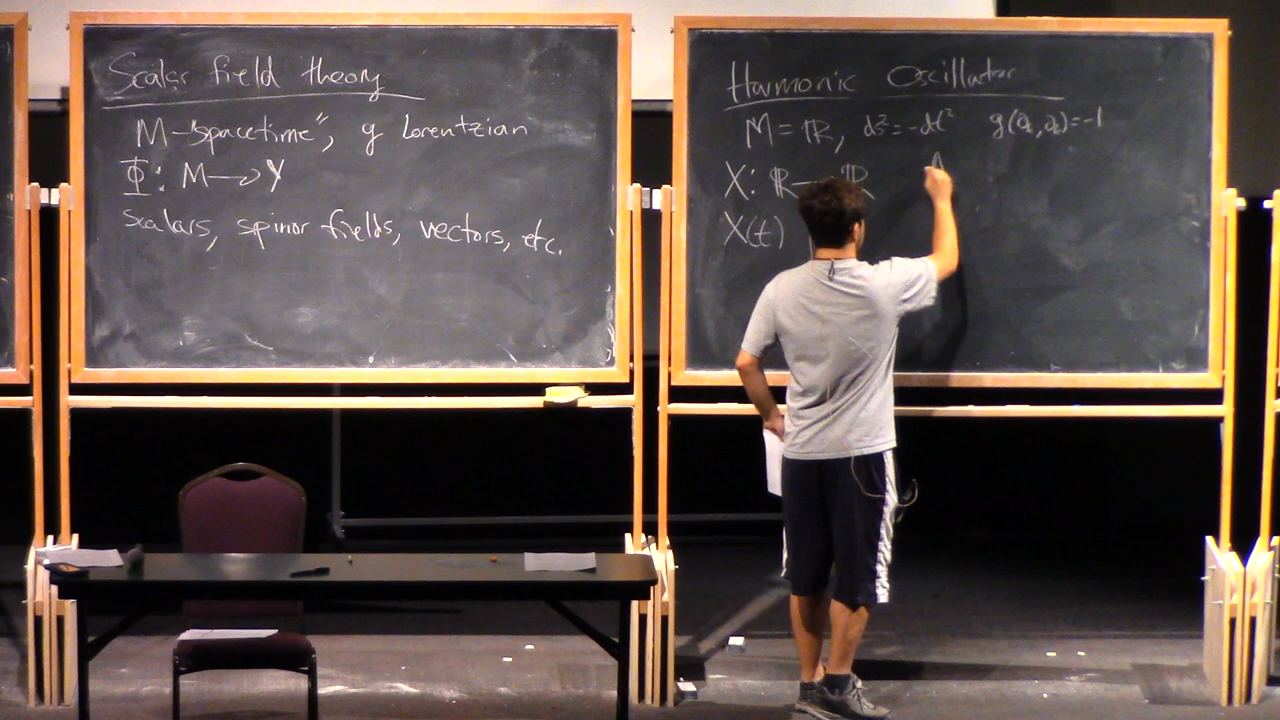 Scalar field theory
M - "spacetime", g Lorentzian
Φ: M → Y
scalars, spinor fields, vectors, etc.
Harmonic Oscillator
M = ℝ, ds² = -dt² g(∂ₜ, ∂ₜ) = -1
X: ℝ → ℝ
X(t)